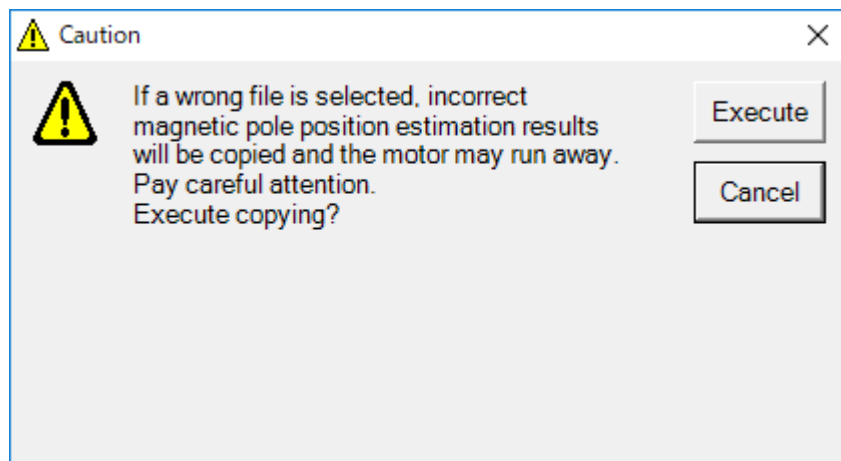 Caution
If a wrong file is selected, incorrect
magnetic pole position estimation results
will be copied and the motor may run away.
Pay careful attention.
Execute copying?
Execute
Cancel